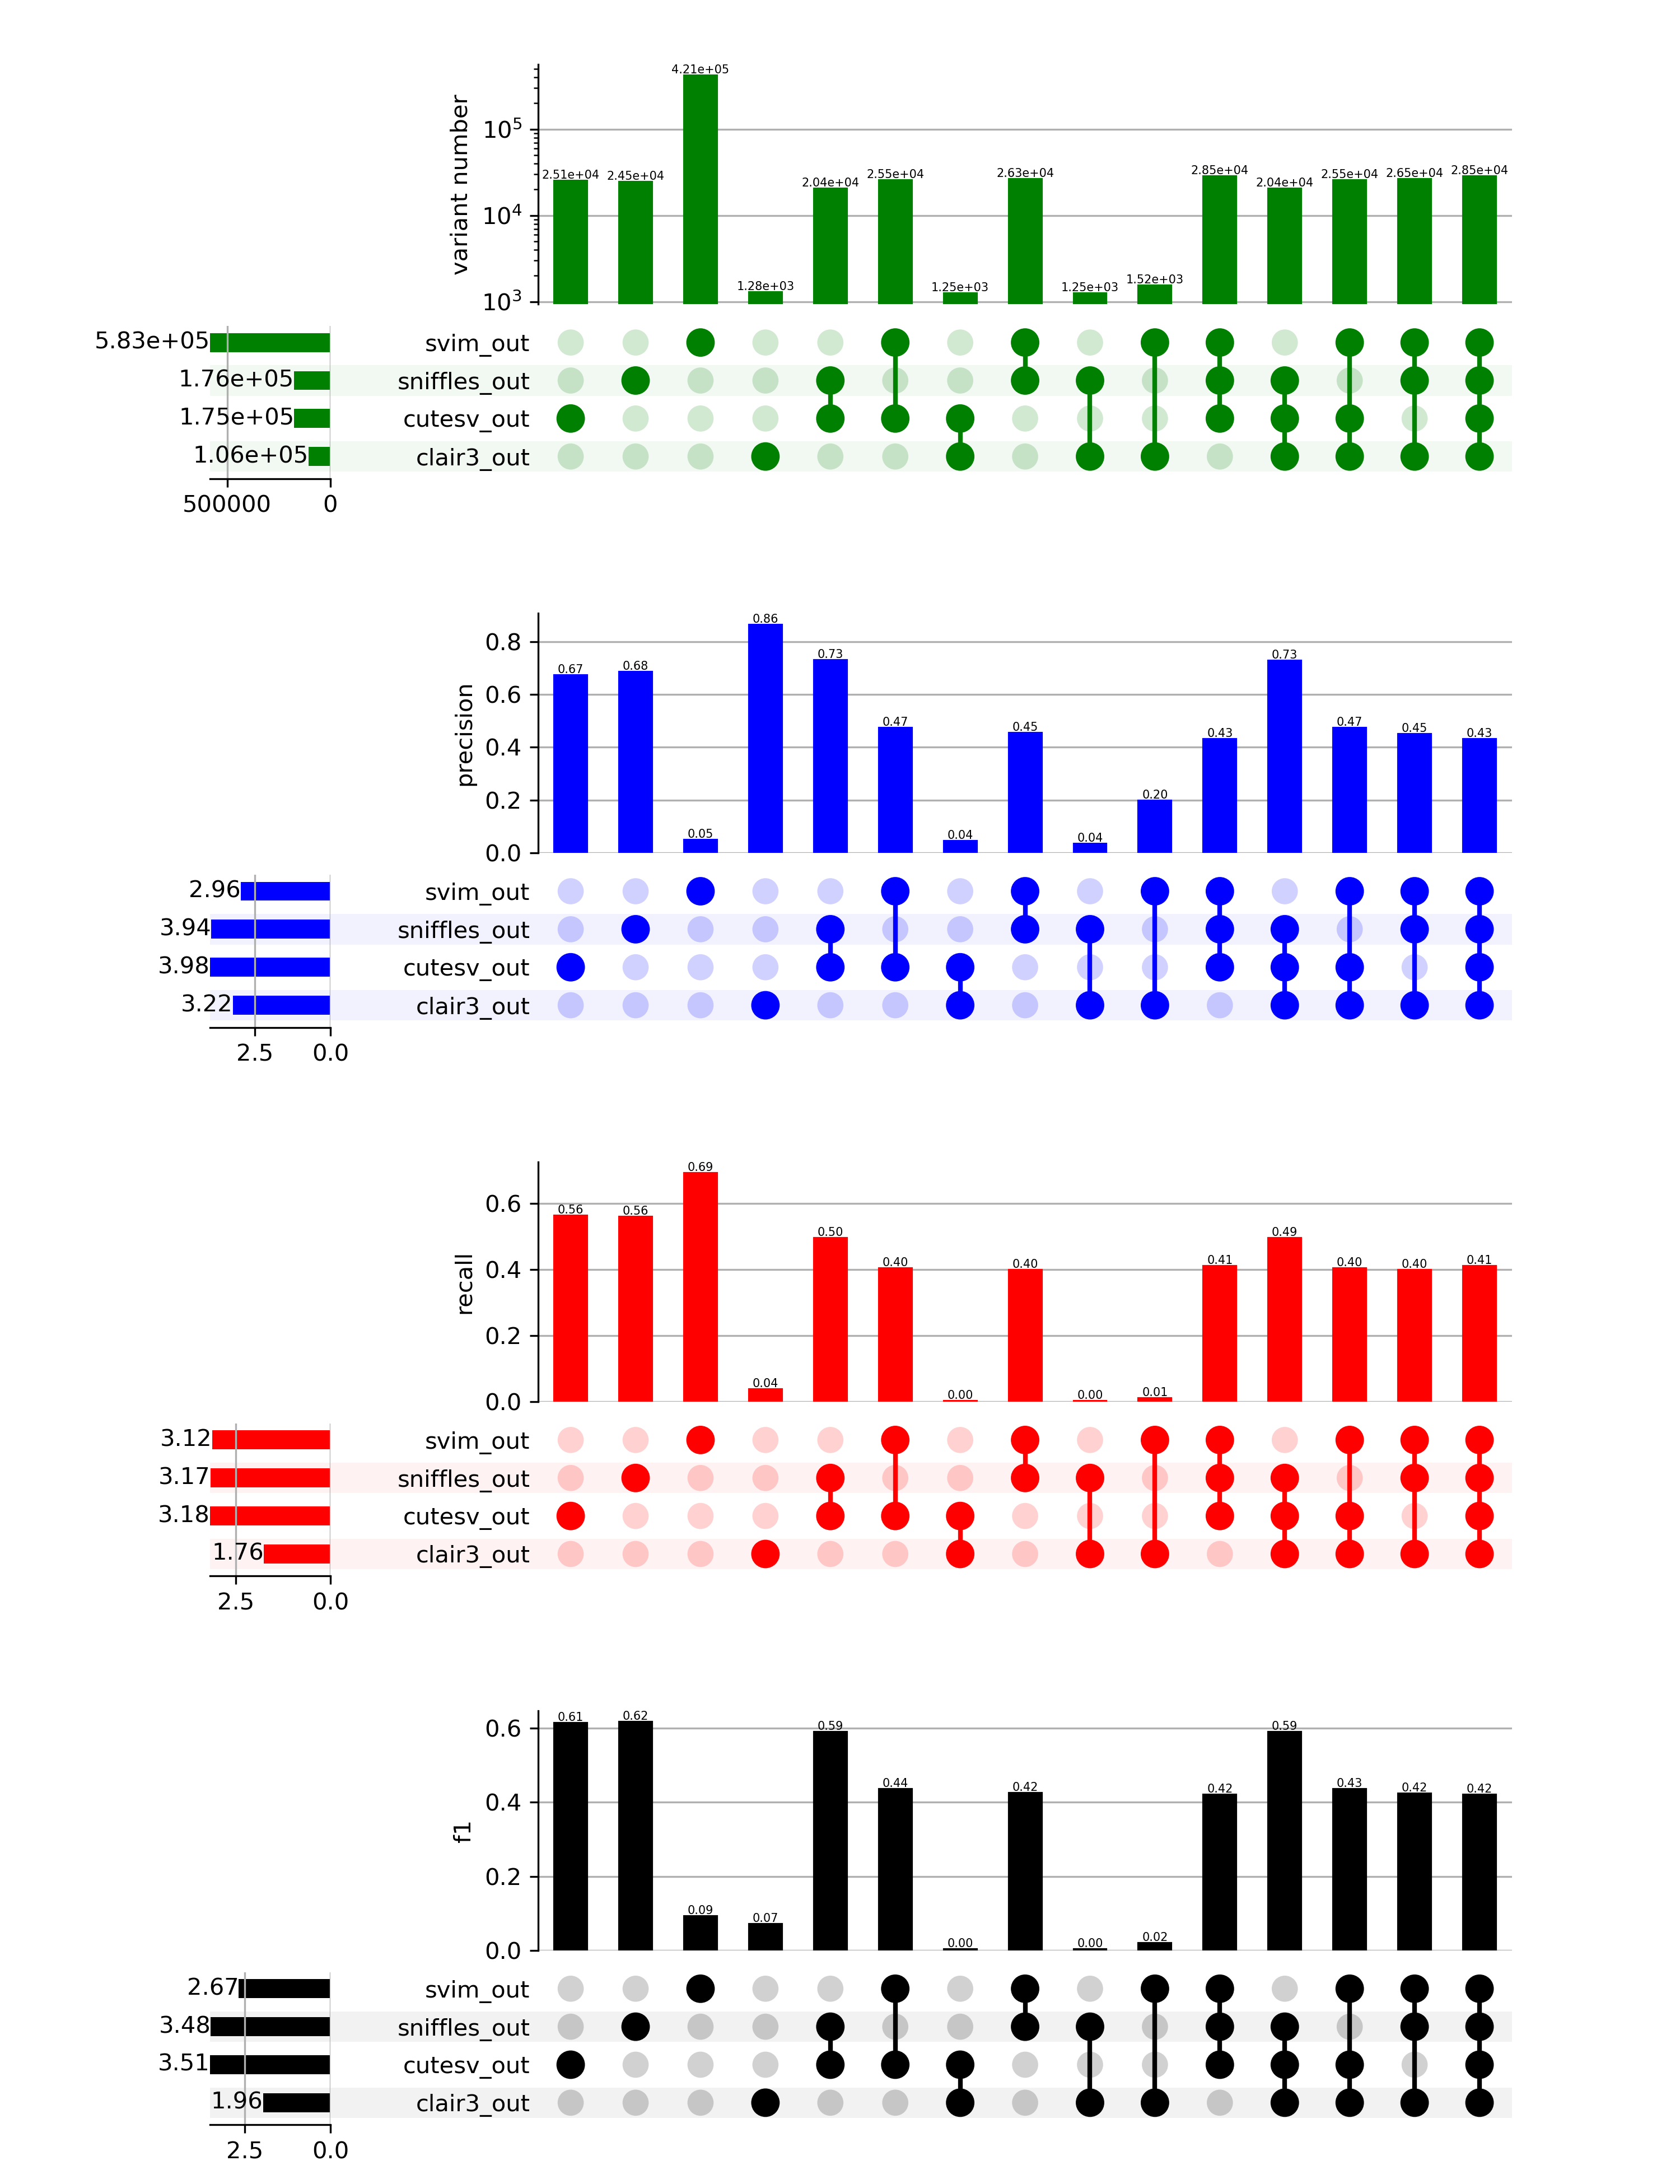 4.21e+05
variant number
10^5
2.51e+04 2.45e+04 2.04e+04 2.55e+04 2.63e+04 2.85e+04 2.04e+04 2.55e+04 2.65e+04 2.85e+04
10^4
1.28e+03 1.25e+03 1.25e+03 1.52e+03
10^3
5.83e+05 svim_out
1.76e+05 sniffles_out
1.75e+05 cutesv_out
1.06e+05 clair3_out
500000 0
0.86
0.8
0.67 0.68 0.73 0.73
0.6
precision
0.47 0.45 0.43 0.47 0.45 0.43
0.4
0.2
0.05 0.04 0.04 0.20
0.0
2.96 svim_out
3.94 sniffles_out
3.98 cutesv_out
3.22 clair3_out
2.5 0.0
0.69
0.6
0.56 0.56 0.50 0.49
recall
0.40 0.40 0.41 0.40 0.40 0.41
0.4
0.2
0.04 0.00 0.00 0.01
0.0
3.12 svim_out
3.17 sniffles_out
3.18 cutesv_out
1.76 clair3_out
2.5 0.0
0.61 0.62 0.59 0.59
0.6
0.44 0.42 0.42 0.43 0.42 0.42
0.4
f1
0.2
0.09 0.07 0.00 0.00 0.02
0.0
2.67 svim_out
3.48 sniffles_out
3.51 cutesv_out
1.96 clair3_out
2.5 0.0